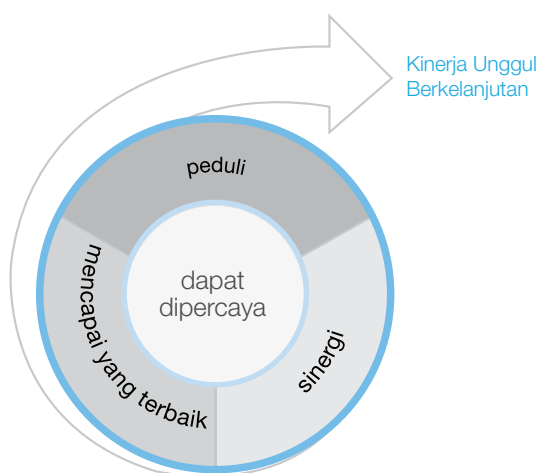 Kinerja Unggul
Berkelanjutan
peduli
dapat
dipercaya
mencapai yang terbaik
sinergi